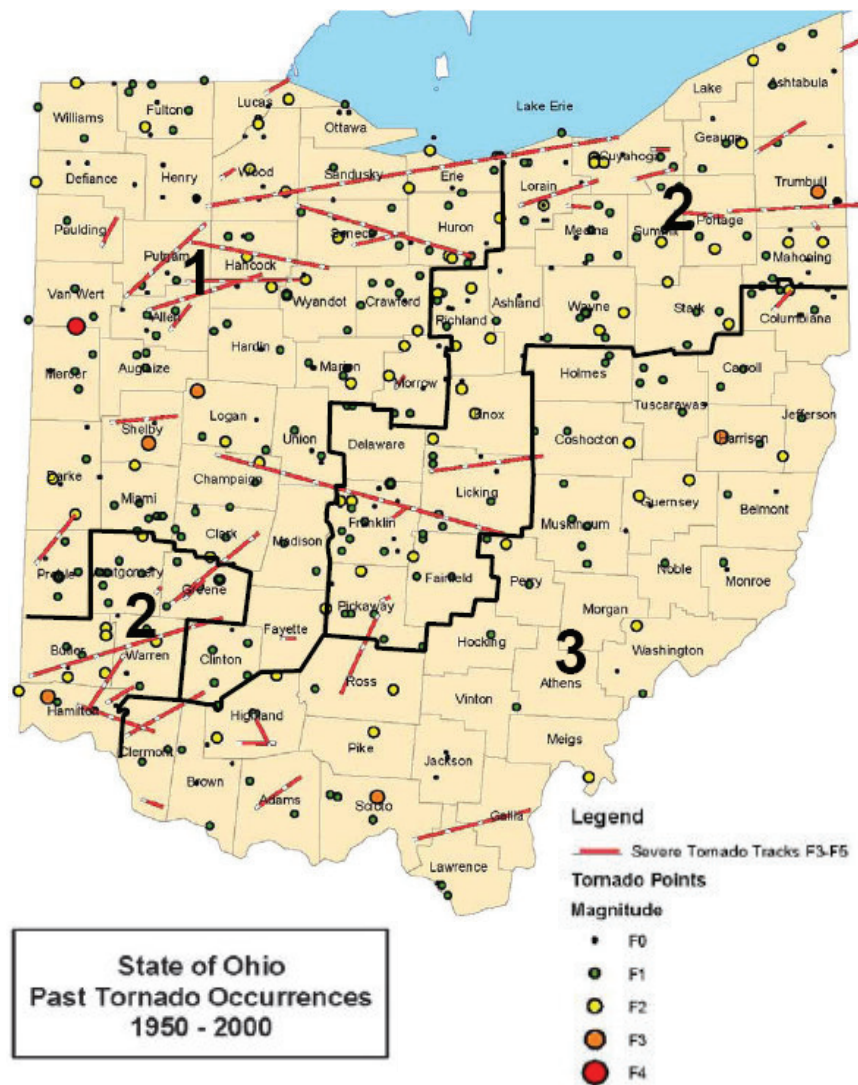 Lake Erie
Ashtabula
Lake
Geauga
Williams
Fulton
Lucas
Ottawa
Cuyahoga
Trumbull
Defiance
Henry
Wood
Sandusky
Erie
Lorain
2
Paulding
Putnam
Seneca
Huron
Medina
Summit
Portage
Mahoning
1
Hancock
Van Wert
Allen
Wyandot
Crawford
Richland
Ashland
Wayne
Stark
Columbiana
Mercer
Auglaize
Hardin
Marion
Morrow
Holmes
Carroll
Tuscarawas
Jefferson
Shelby
Logan
Union
Delaware
Knox
Coshocton
Harrison
Darke
Champaign
Licking
Guernsey
Belmont
Miami
Clark
Madison
Franklin
Muskingum
Preble
Montgomery
Greene
Fairfield
Perry
Noble
Monroe
2
Pickaway
Morgan
Butler
Warren
Clinton
Fayette
Hocking
3
Washington
Hamilton
Ross
Athens
Vinton
Clermont
Highland
Pike
Meigs
Brown
Jackson
Adams
Scioto
Gallia
Lawrence
Legend
Severe Tornado Tracks F3-F5
Tornado Points
Magnitude
F0
F1
F2
F3
F4
State of Ohio
Past Tornado Occurrences
1950 - 2000